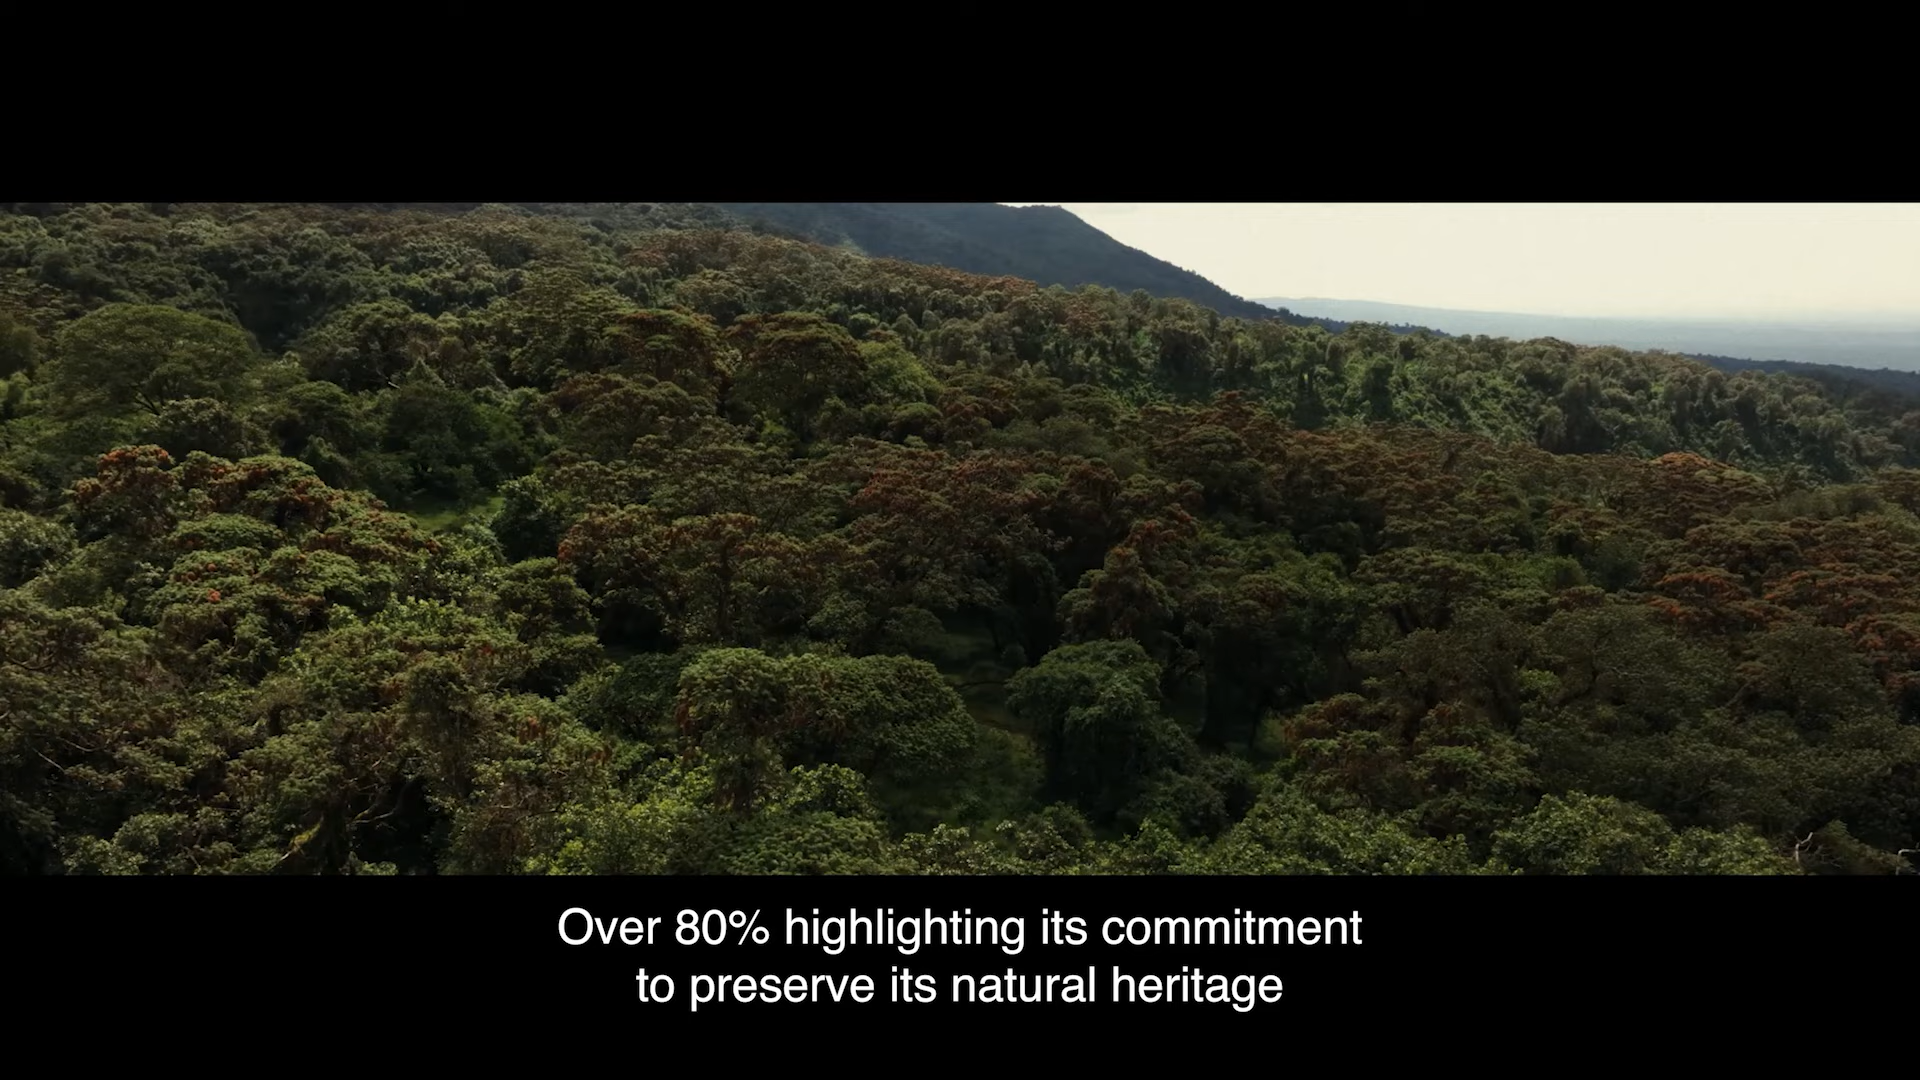 Over 80% highlighting its commitment
to preserve its natural heritage